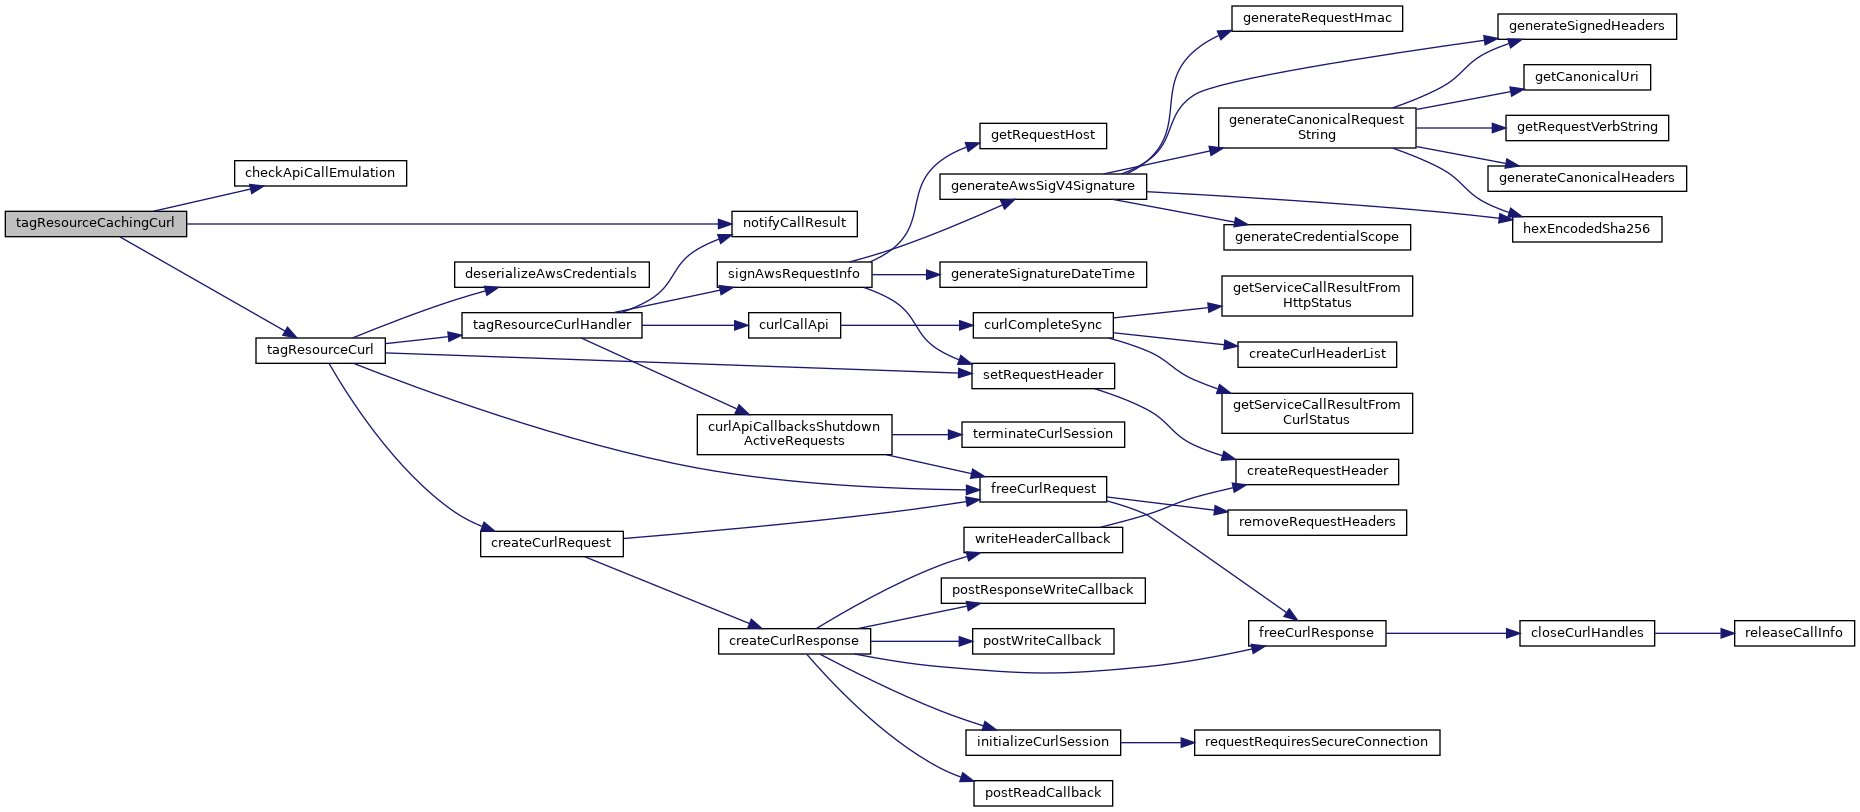 generateRequestHmac
generateSignedHeaders
getCanonicalUri
generateCanonicalRequest
String
getRequestVerbString
getRequestHost
checkApiCallEmulation
generateAwsSigV4Signature
generateCanonicalHeaders
tagResourceCachingCurl
notifyCallResult
generateCredentialScope
hexEncodedSha256
deserializeAwsCredentials
signAwsRequestInfo
generateSignatureDateTime
getServiceCallResultFrom
HttpStatus
tagResourceCurlHandler
curlCallApi
curlCompleteSync
tagResourceCurl
createCurlHeaderList
setRequestHeader
getServiceCallResultFrom
CurlStatus
curlApiCallbacksShutdown
ActiveRequests
terminateCurlSession
createRequestHeader
freeCurlRequest
removeRequestHeaders
createCurlRequest
writeHeaderCallback
postResponseWriteCallback
createCurlResponse
postWriteCallback
freeCurlResponse
closeCurlHandles
releaseCallInfo
initializeCurlSession
requestRequiresSecureConnection
postReadCallback